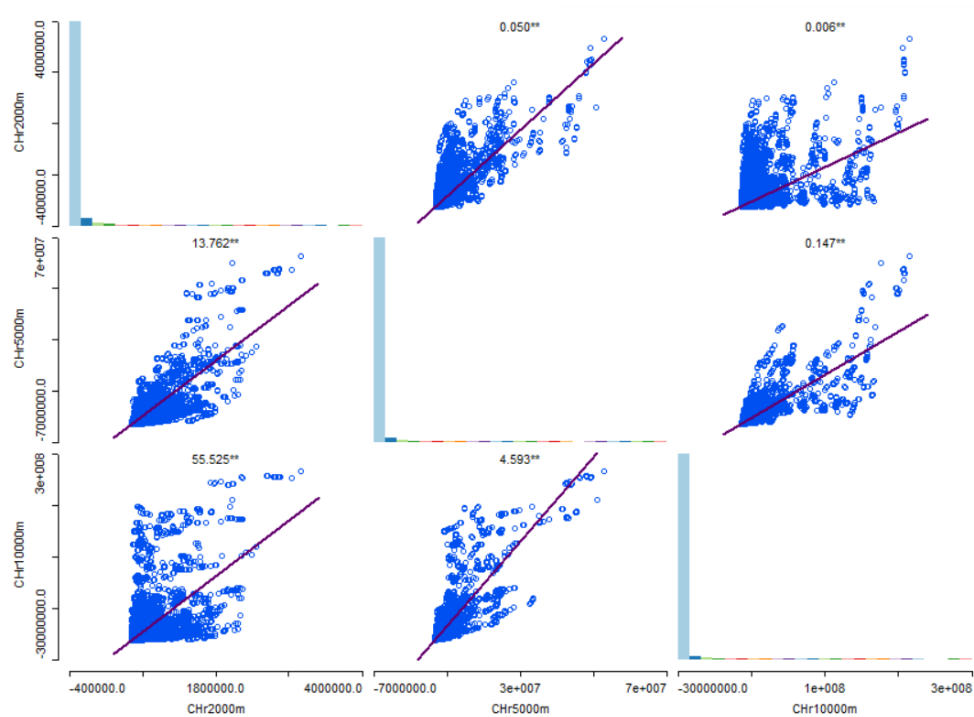 0.050**
0.006**
4000000.0
-400000.0
CHr2000m
13.762**
0.147**
7e+007
-7000000.0
CHr5000m
55.525**
4.593**
3e+008
-30000000.0
CHr10000m
-400000.0 1800000.0 4000000.0
-7000000.0 3e+007 7e+007
-30000000.0 1e+008 3e+008
CHr2000m
CHr5000m
CHr10000m